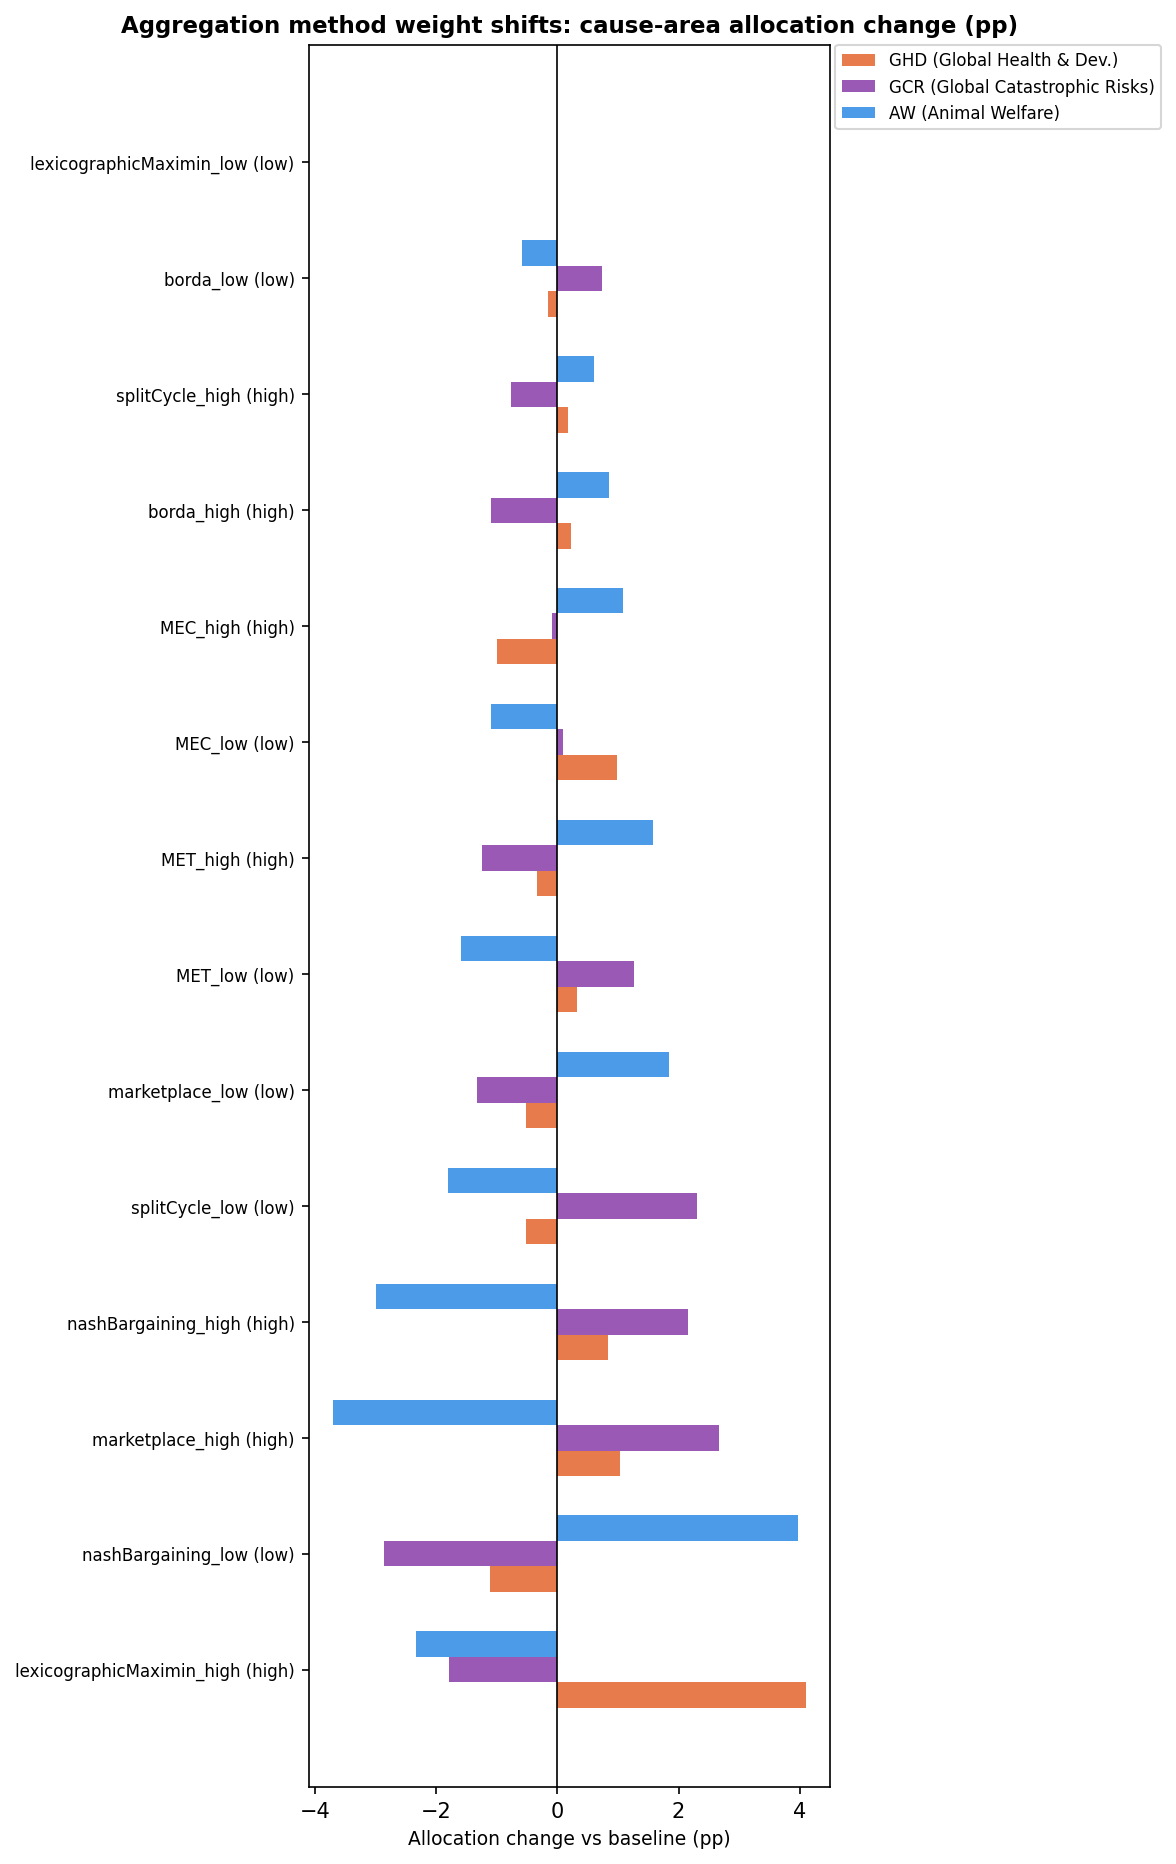 Aggregation method weight shifts: cause-area allocation change (pp)
GHD (Global Health & Dev.)
GCR (Global Catastrophic Risks)
AW (Animal Welfare)
lexicographicMaximin_low (low)
borda_low (low)
splitCycle_high (high)
borda_high (high)
MEC_high (high)
MEC_low (low)
MET_high (high)
MET_low (low)
marketplace_low (low)
splitCycle_low (low)
nashBargaining_high (high)
marketplace_high (high)
nashBargaining_low (low)
lexicographicMaximin_high (high)
−4 −2 0 2 4
Allocation change vs baseline (pp)